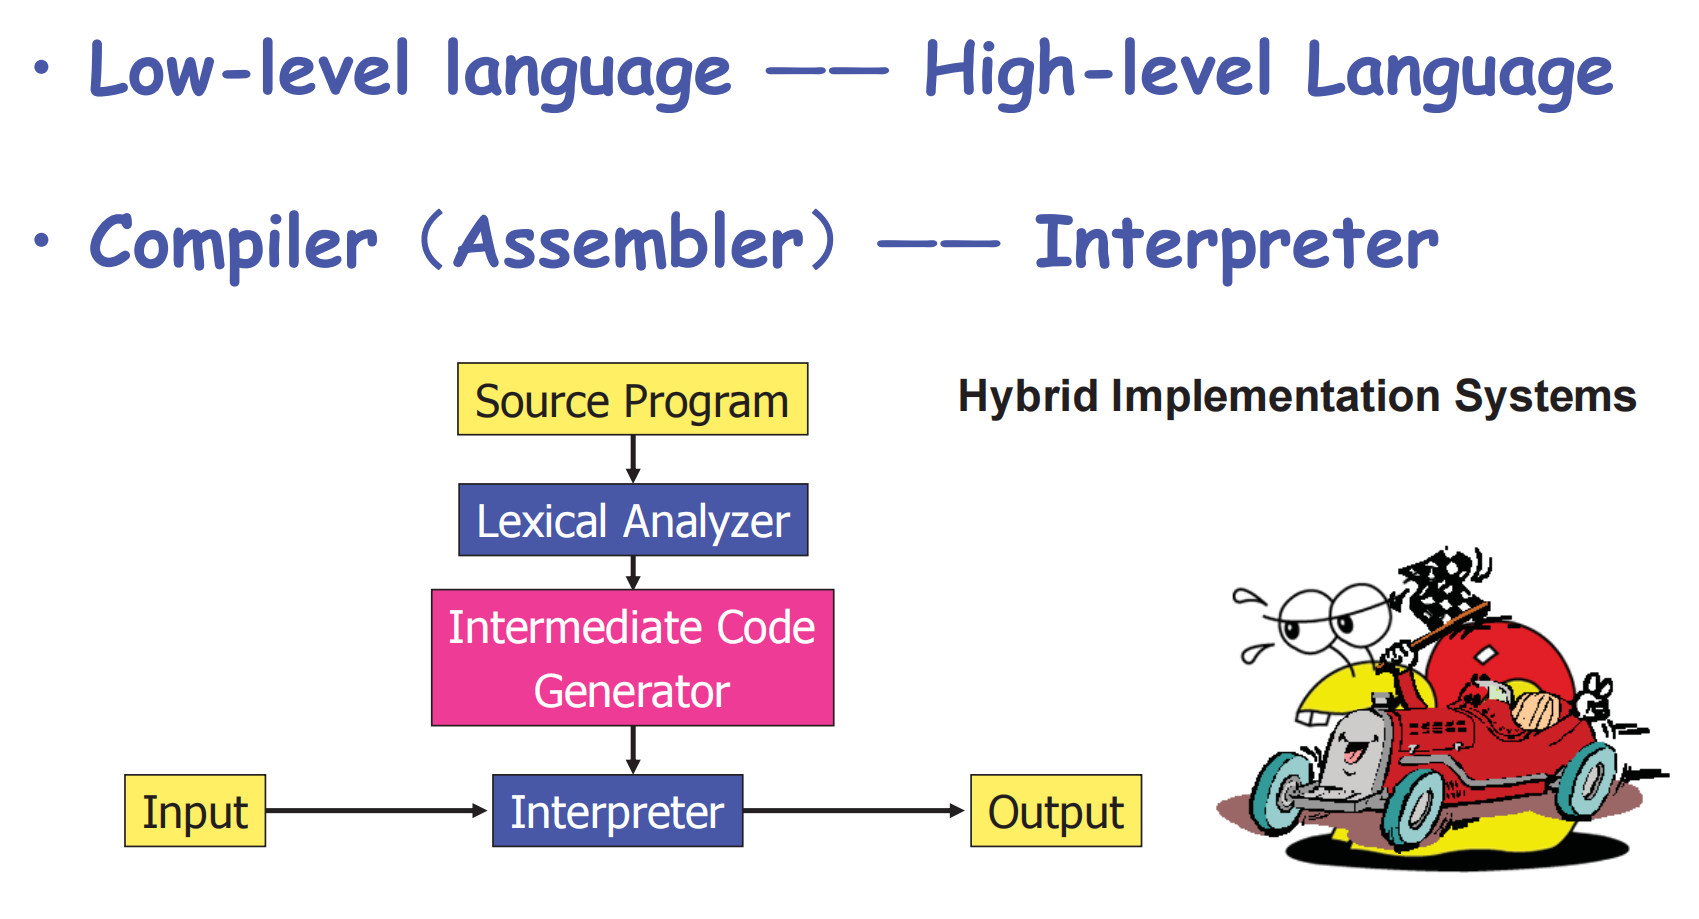 • Low-level language —— High-level Language
• Compiler（Assembler）—— Interpreter
Source Program
Hybrid Implementation Systems
Lexical Analyzer
Intermediate Code
Generator
Input
Interpreter
Output